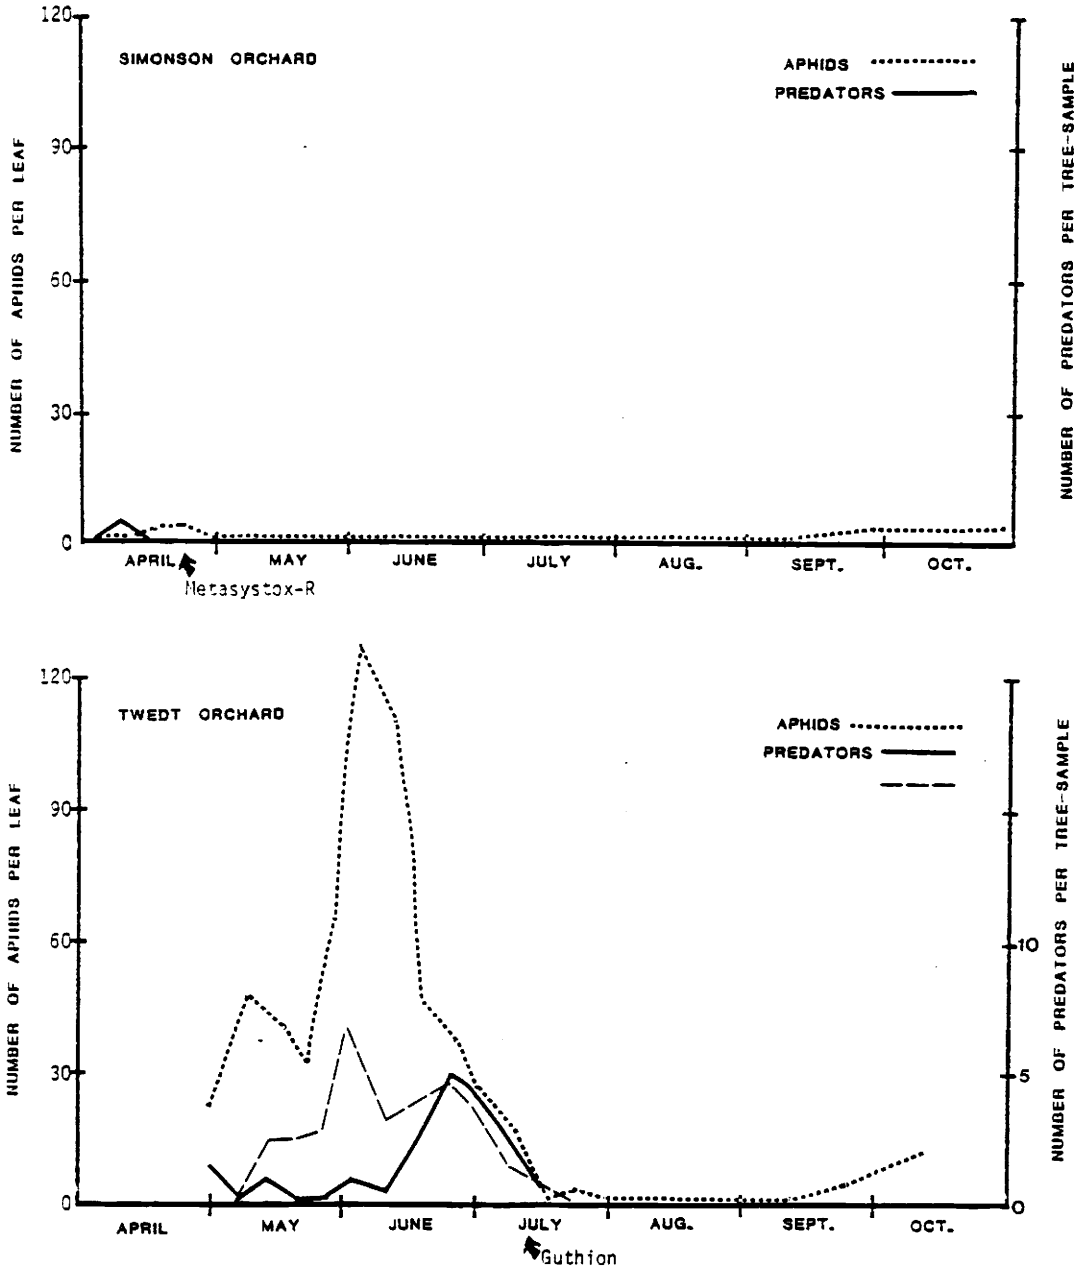 120
SIMONSON ORCHARD
APHIDS
PREDATORS
90
60
30
0
NUMBER OF APHIDS PER LEAF
NUMBER OF PREDATORS PER TREE-SAMPLE
APRIL MAY JUNE JULY AUG. SEPT. OCT.
Metasystox-R
120
TWEDT ORCHARD
APHIDS
PREDATORS
90
60
30
0
NUMBER OF APHIDS PER LEAF
10
5
0
NUMBER OF PREDATORS PER TREE-SAMPLE
APRIL MAY JUNE JULY AUG. SEPT. OCT.
Guthion